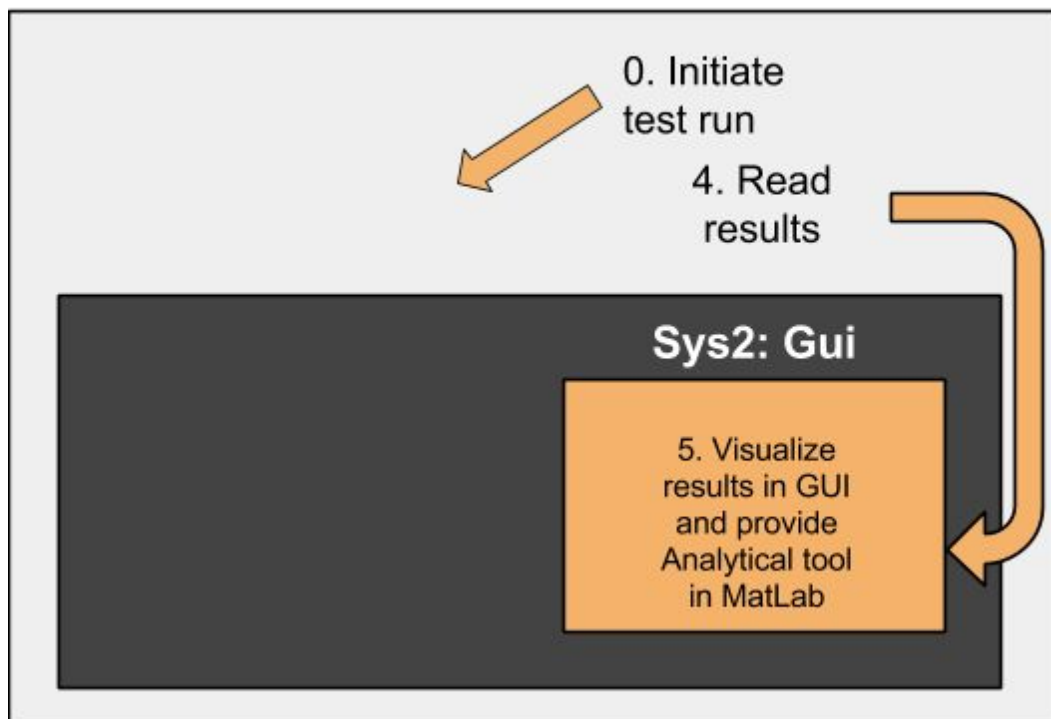 0. Initiate
test run
4. Read
results
Sys2: Gui
5. Visualize
results in GUI
and provide
Analytical tool
in MatLab